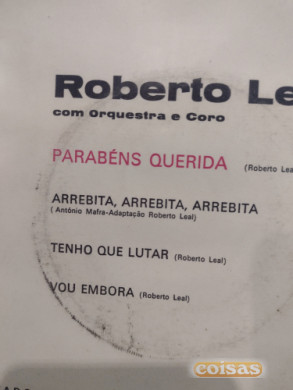 Roberto Le
com Orquestra e Coro
PARABÉNS QUERIDA (Roberto Lea
ARREBITA, ARREBITA, ARREBITA
( António Mafra-Adaptação Roberto Leal)
TENHO QUE LUTAR (Roberto Leal)
VOU EMBORA (Roberto Leal)
coisas